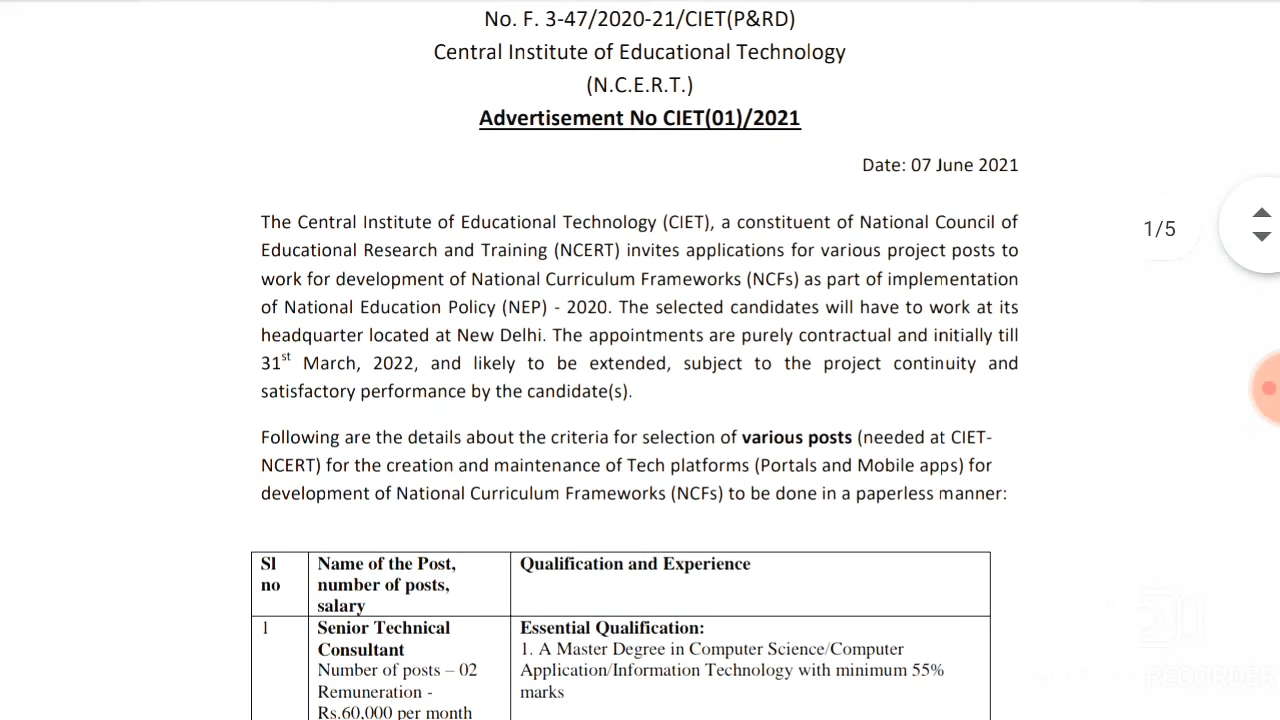 No. F. 3-47/2020-21/CIET(P&RD)
Central Institute of Educational Technology
(N.C.E.R.T.)
Advertisement No CIET(01)/2021
Date: 07 June 2021
The Central Institute of Educational Technology (CIET), a constituent of National Council of
Educational Research and Training (NCERT) invites applications for various project posts to
work for development of National Curriculum Frameworks (NCFs) as part of implementation
of National Education Policy (NEP) - 2020. The selected candidates will have to work at its
headquarter located at New Delhi. The appointments are purely contractual and initially till
31st March, 2022, and likely to be extended, subject to the project continuity and
satisfactory performance by the candidate(s).
1/5
Following are the details about the criteria for selection of various posts (needed at CIET-
NCERT) for the creation and maintenance of Tech platforms (Portals and Mobile apps) for
development of National Curriculum Frameworks (NCFs) to be done in a paperless manner:
Sl no
Name of the Post, number of posts, salary
Qualification and Experience
1
Senior Technical
Consultant
Number of posts – 02
Remuneration -
Rs.60,000 per month
Essential Qualification:
1. A Master Degree in Computer Science/Computer
Application/Information Technology with minimum 55%
marks
RECORDER